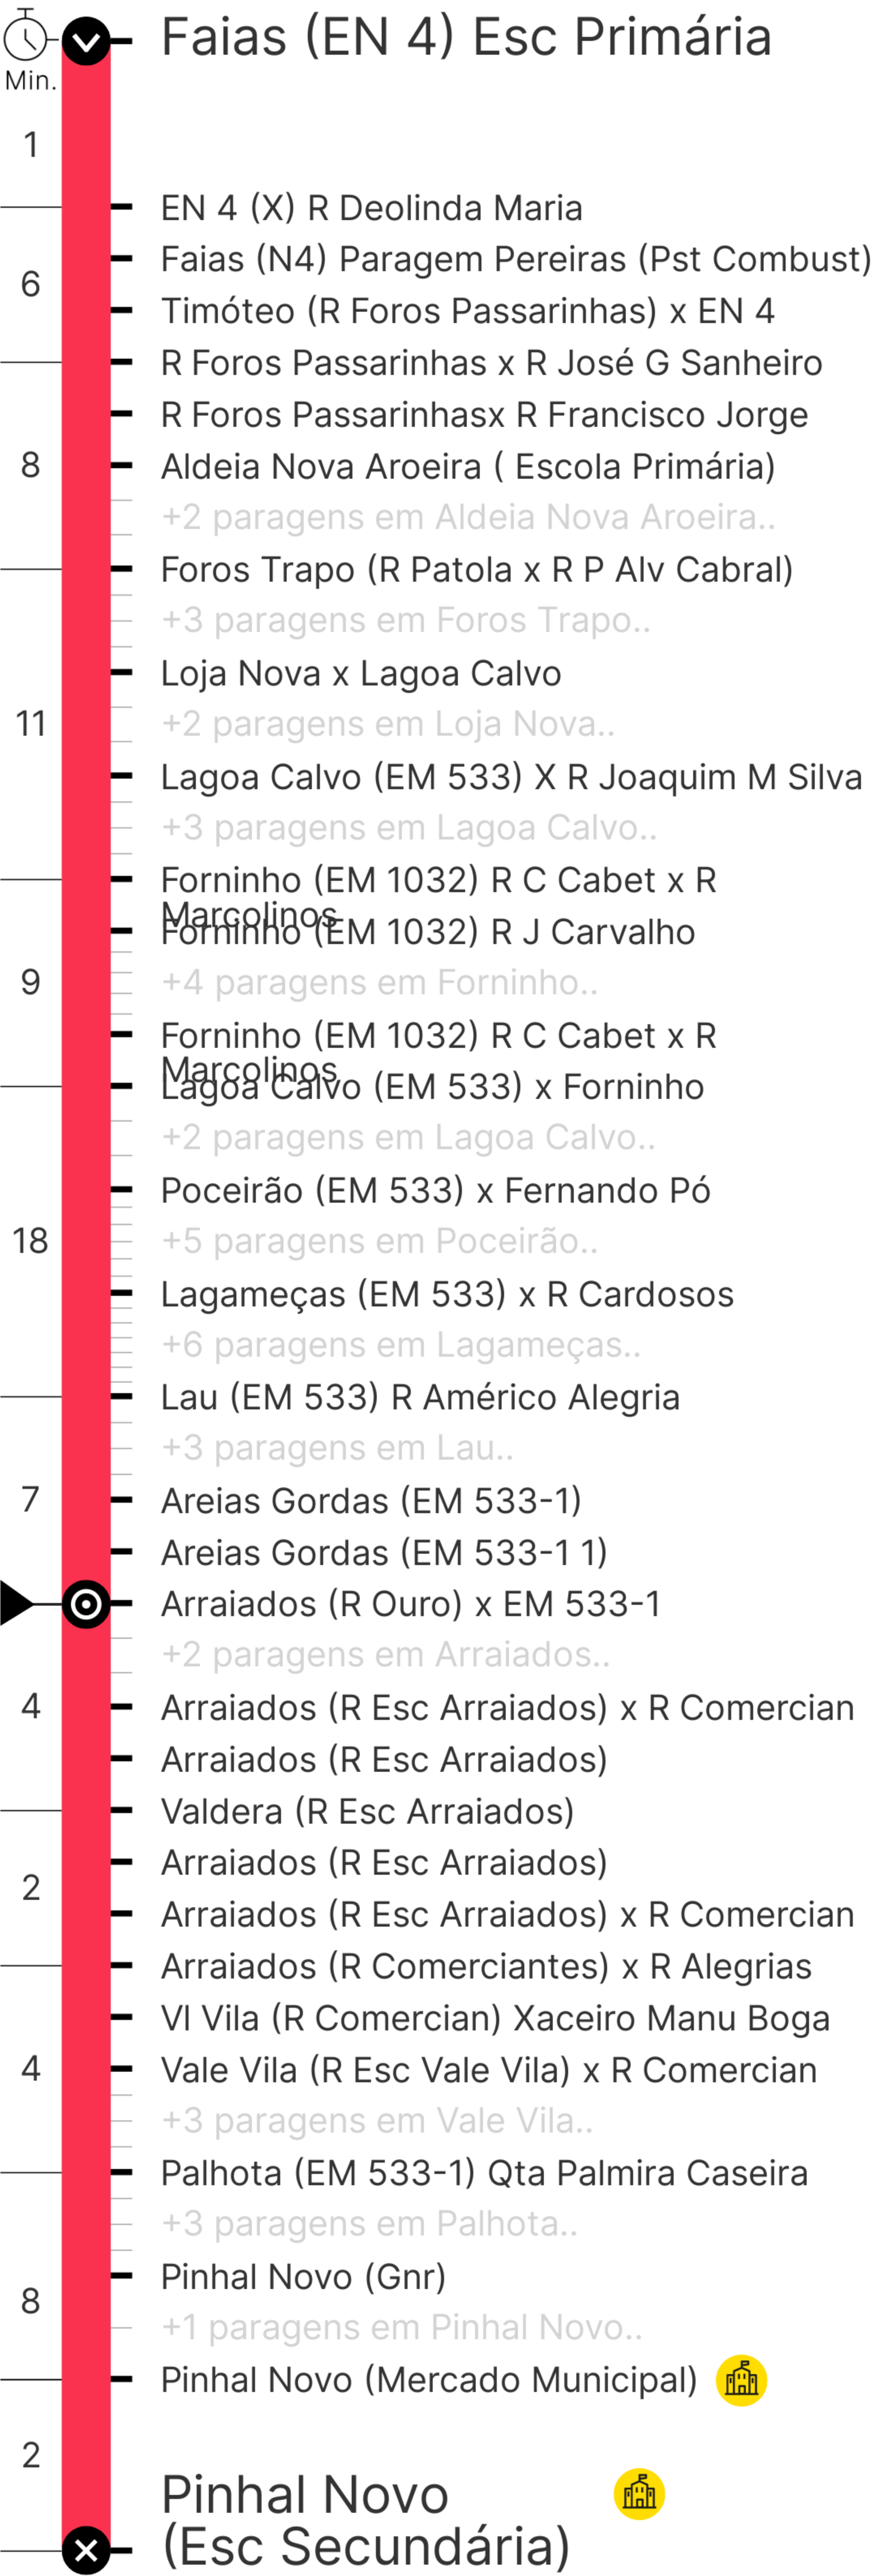 Faias (EN 4) Esc Primária
Min.
1
EN 4 (X) R Deolinda Maria
Faias (N4) Paragem Pereiras (Pst Combust)
6
Timóteo (R Foros Passarinhas) x EN 4
R Foros Passarinhas x R José G Sanheiro
R Foros Passarinhasx R Francisco Jorge
8
Aldeia Nova Aroeira ( Escola Primária)
+2 paragens em Aldeia Nova Aroeira..
Foros Trapo (R Patola x R P Alv Cabral)
+3 paragens em Foros Trapo..
Loja Nova x Lagoa Calvo
11
+2 paragens em Loja Nova..
Lagoa Calvo (EM 533) X R Joaquim M Silva
+3 paragens em Lagoa Calvo..
Forninho (EM 1032) R C Cabet x R
Marcolinos
Forninho (EM 1032) R J Carvalho
9
+4 paragens em Forninho..
Forninho (EM 1032) R C Cabet x R
Marcolinos
Lagoa Calvo (EM 533) x Forninho
+2 paragens em Lagoa Calvo..
Poceirão (EM 533) x Fernando Pó
18
+5 paragens em Poceirão..
Lagameças (EM 533) x R Cardosos
+6 paragens em Lagameças..
Lau (EM 533) R Américo Alegria
+3 paragens em Lau..
7
Areias Gordas (EM 533-1)
Areias Gordas (EM 533-1 1)
Arraiados (R Ouro) x EM 533-1
+2 paragens em Arraiados..
4
Arraiados (R Esc Arraiados) x R Comercian
Arraiados (R Esc Arraiados)
Valdera (R Esc Arraiados)
Arraiados (R Esc Arraiados)
2
Arraiados (R Esc Arraiados) x R Comercian
Arraiados (R Comerciantes) x R Alegrias
Vl Vila (R Comercian) Xaceiro Manu Boga
4
Vale Vila (R Esc Vale Vila) x R Comercian
+3 paragens em Vale Vila..
Palhota (EM 533-1) Qta Palmira Caseira
+3 paragens em Palhota..
Pinhal Novo (Gnr)
8
+1 paragens em Pinhal Novo..
Pinhal Novo (Mercado Municipal)
2
Pinhal Novo
(Esc Secundária)